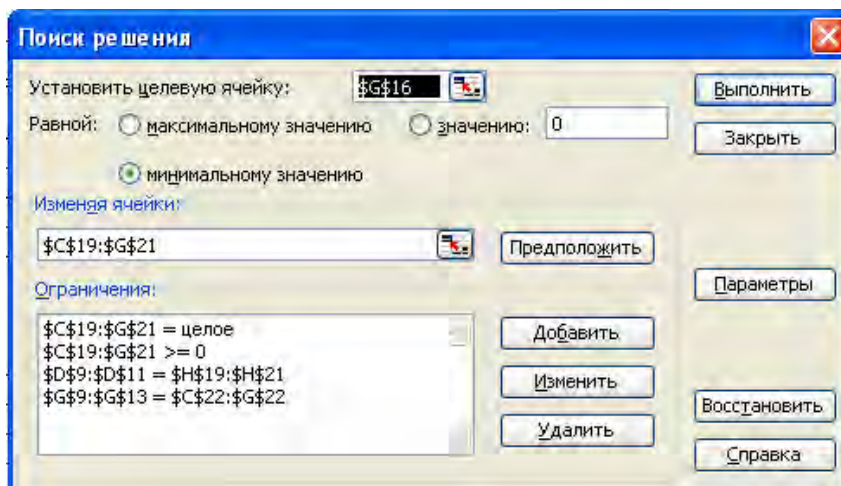 Поиск решения
Установить целевую ячейку: $G$16 Выполнить
Равной: максимальному значению значению: 0 Закрыть
минимальному значению
Изменяя ячейки:
$C$19:$G$21 Предположить
Ограничения: Параметры
$C$19:$G$21 = целое Добавить
$C$19:$G$21 >= 0
$D$9:$D$11 = $H$19:$H$21 Изменить
$G$9:$G$13 = $C$22:$G$22 Восстановить
Удалить
Справка